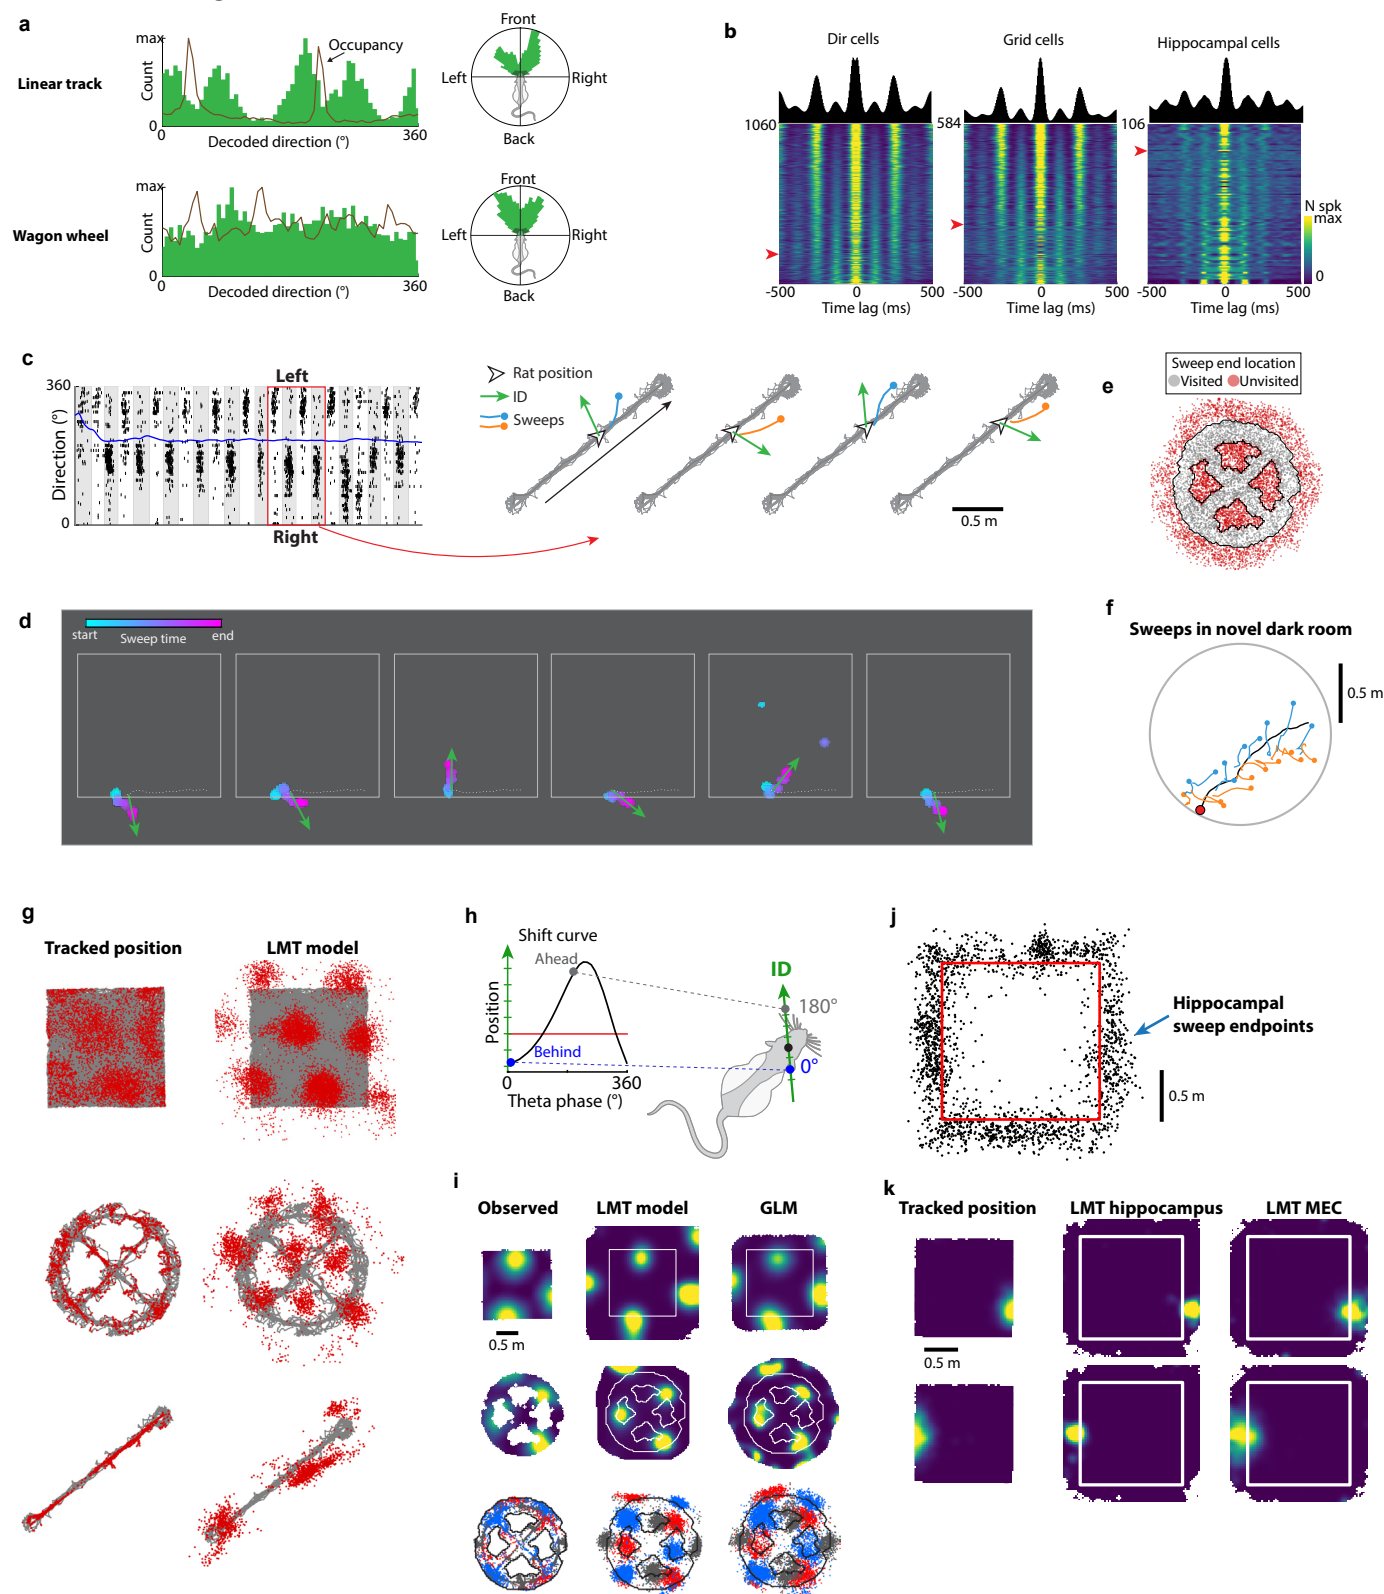 a
Linear track
max
Count
0
Occupancy
0
360
Decoded direction (°)
Front
Left
Right
Back
Wagon wheel
max
Count
0
0
360
Decoded direction (°)
Front
Left
Right
Back
b
Dir cells
Grid cells
Hippocampal cells
1060
584
106
N spk
max
0
-500
0
500
-500
0
500
-500
0
500
Time lag (ms)
Time lag (ms)
Time lag (ms)
c
360
Direction (°)
0
Left
Right
Rat position
ID
Sweeps
0.5 m
d
start
Sweep time
end
e
Sweep end location
Visited
Unvisited
f
Sweeps in novel dark room
0.5 m
g
Tracked position
LMT model
h
Shift curve
Ahead
Position
Behind
0
360
Theta phase (°)
ID
180°
0°
i
Observed
LMT model
GLM
0.5 m
j
Hippocampal
sweep endpoints
0.5 m
k
Tracked position
LMT hippocampus
LMT MEC
0.5 m